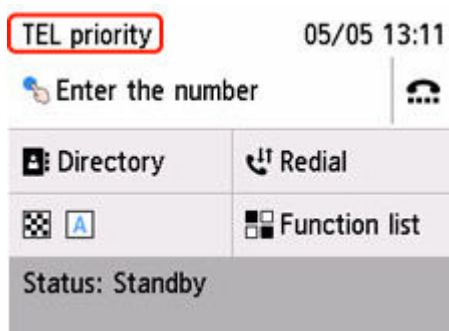 TEL priority 05/05 13:11
Enter the number
Directory Redial
A Function list
Status: Standby